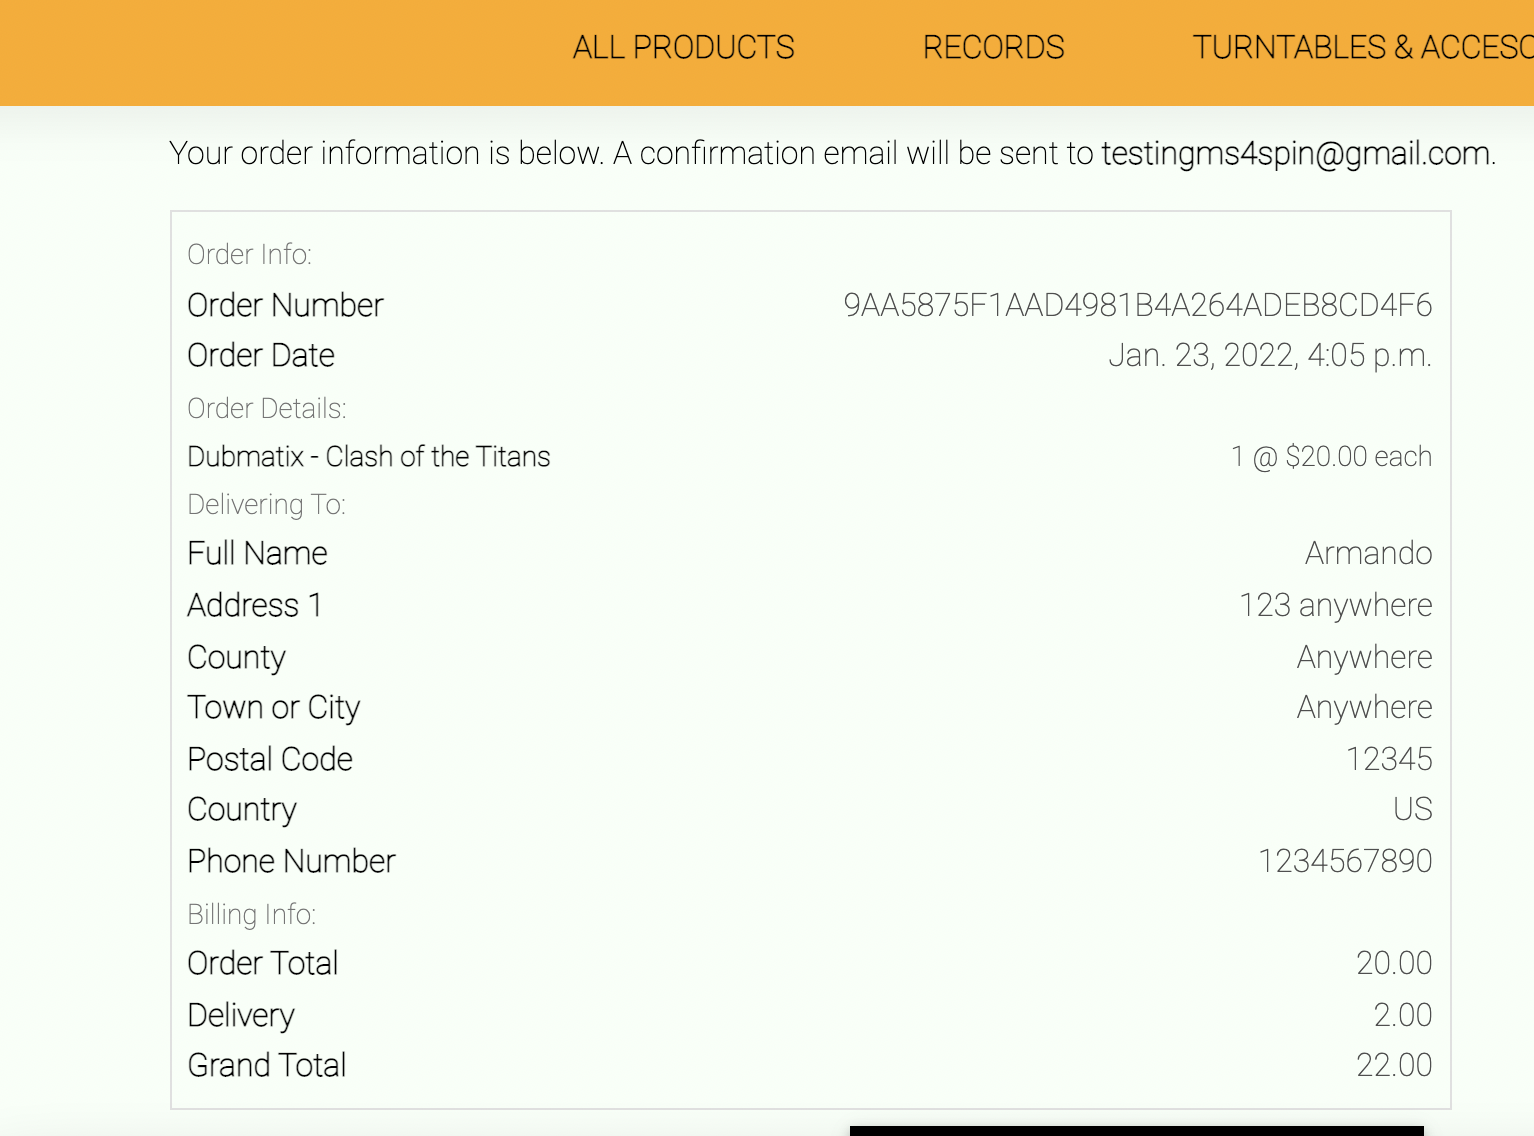 ALL PRODUCTS RECORDS TURNTABLES & ACCESO
Your order information is below. A confirmation email will be sent to testingms4spin@gmail.com.
Order Info:
Order Number 9AA5875F1AAD4981B4A264ADEB8CD4F6
Order Date Jan. 23, 2022, 4:05 p.m.
Order Details:
Dubmatix - Clash of the Titans 1 @ $20.00 each
Delivering To:
Full Name Armando
Address 1 123 anywhere
County Anywhere
Town or City Anywhere
Postal Code 12345
Country US
Phone Number 1234567890
Billing Info:
Order Total 20.00
Delivery 2.00
Grand Total 22.00